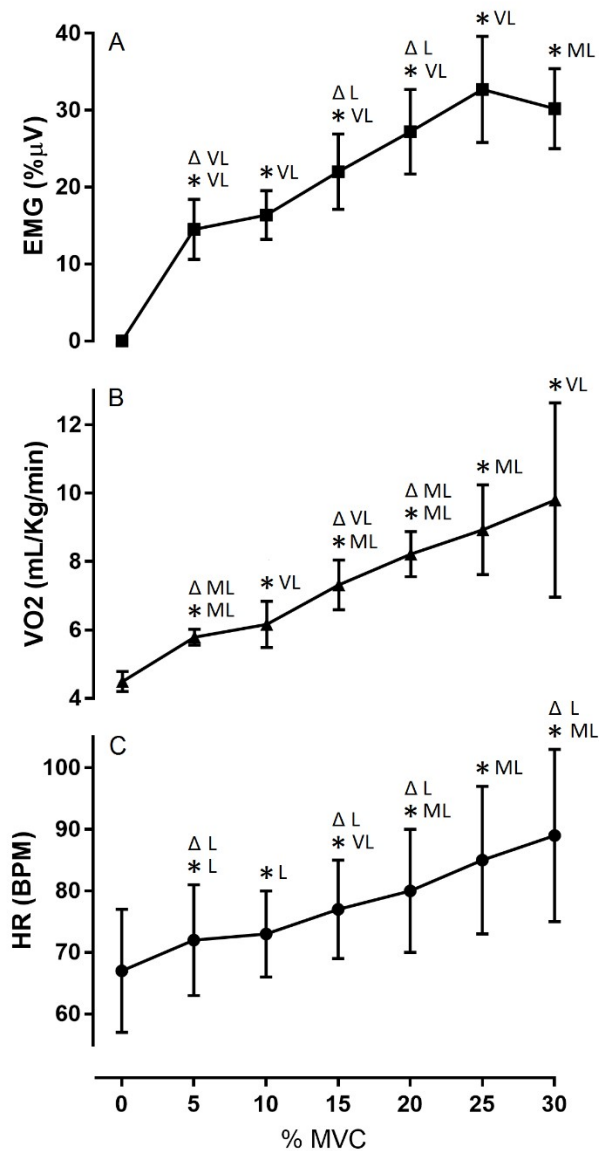 A
40
30
20
10
0
EMG (%μV)
Δ VL
* VL
* VL
Δ L
* VL
Δ L
* VL
* VL
* ML
B
12
10
8
6
4
VO2 (mL/Kg/min)
Δ ML
* ML
* VL
Δ VL
* ML
Δ ML
* ML
* ML
* VL
C
100
90
80
70
60
HR (BPM)
Δ L
* L
* L
Δ L
* VL
Δ L
* ML
* ML
Δ L
* ML
0 5 10 15 20 25 30
% MVC